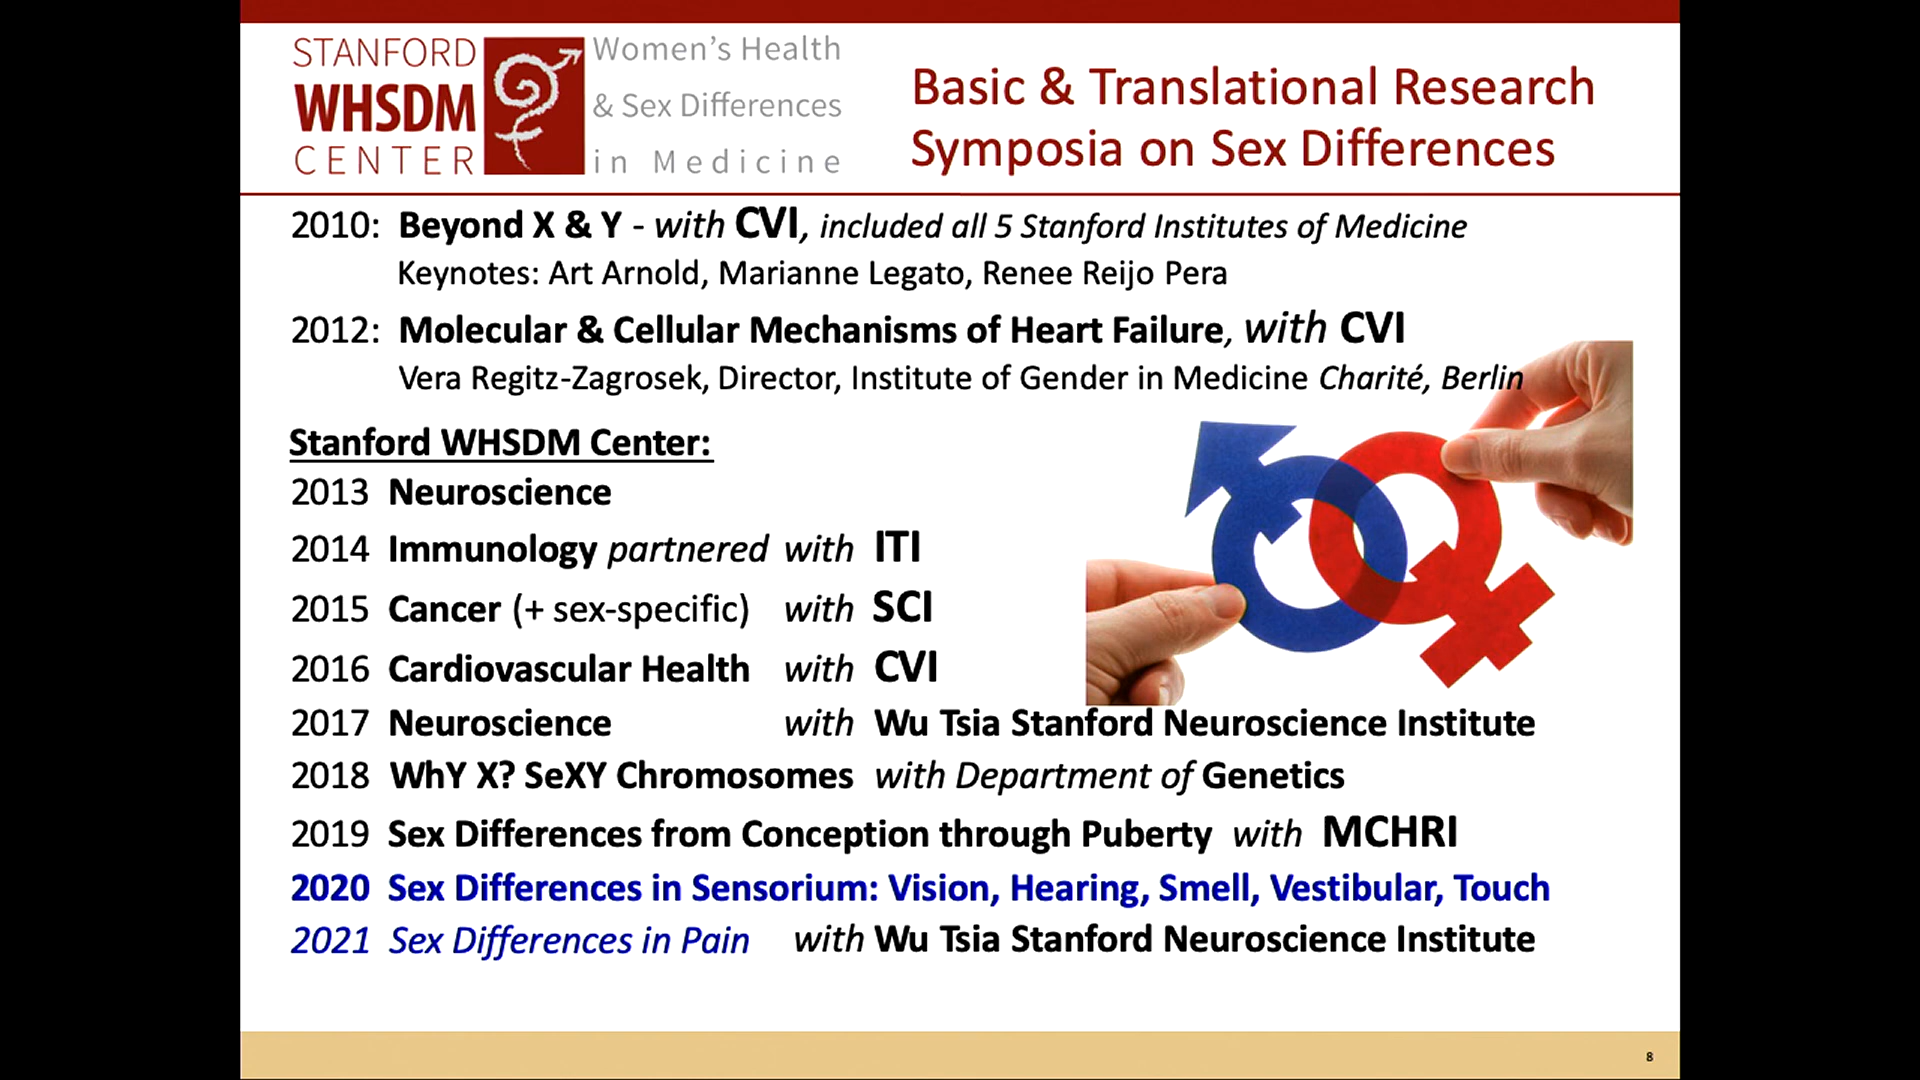 STANFORD
WHSDM
CENTER
Women's Health
& Sex Differences
in Medicine
Basic & Translational Research
Symposia on Sex Differences
2010: Beyond X & Y - with CVI, included all 5 Stanford Institutes of Medicine
Keynotes: Art Arnold, Marianne Legato, Renee Reijo Pera
2012: Molecular & Cellular Mechanisms of Heart Failure, with CVI
Vera Regitz-Zagrosek, Director, Institute of Gender in Medicine Charité, Berlin
Stanford WHSDM Center:
2013 Neuroscience
2014 Immunology partnered with ITI
2015 Cancer (+ sex-specific) with SCI
2016 Cardiovascular Health with CVI
2017 Neuroscience with Wu Tsia Stanford Neuroscience Institute
2018 WhY X? SeXY Chromosomes with Department of Genetics
2019 Sex Differences from Conception through Puberty with MCHRI
2020 Sex Differences in Sensorium: Vision, Hearing, Smell, Vestibular, Touch
2021 Sex Differences in Pain with Wu Tsia Stanford Neuroscience Institute
8